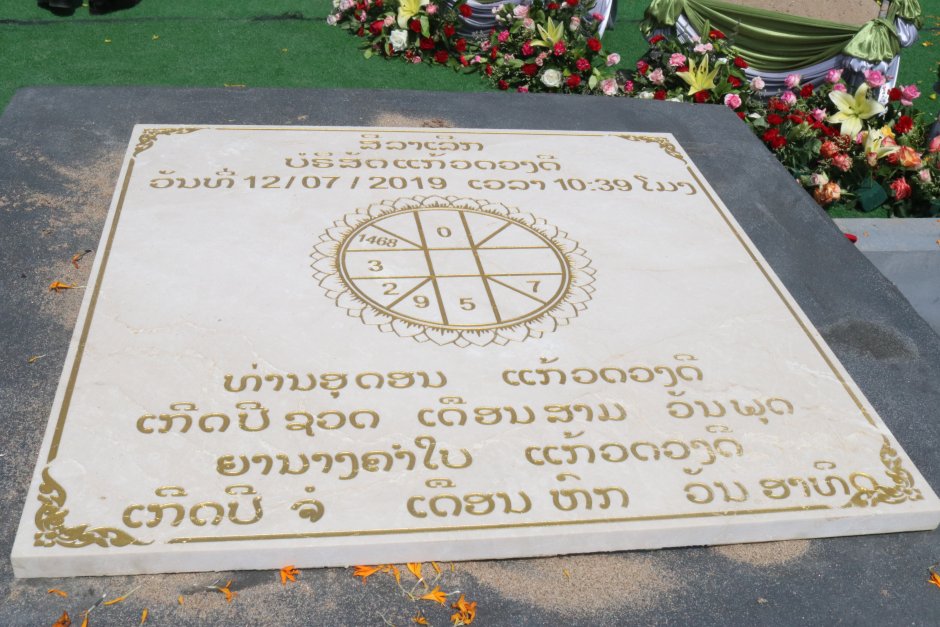 ສີລາເລີກ
ບໍຣິສັດແກ້ວດວງດີ
ວັນທີ່ 12/07/2019 ເວລາ 10:39 ໂມງ
0
1468
3
2 9 5 7
ທ່ານສຸດສນ ແກ້ວດວງດີ
ເກີດປີ ຊວດ ເດືອນ ສາມ ວັນພຸດ
ຍານາງຄຳໃບ ແກ້ວດວງດີ
ເກີດປີ ຈໍ ເດືອນ ຫົກ ວັນ ອາທິດ